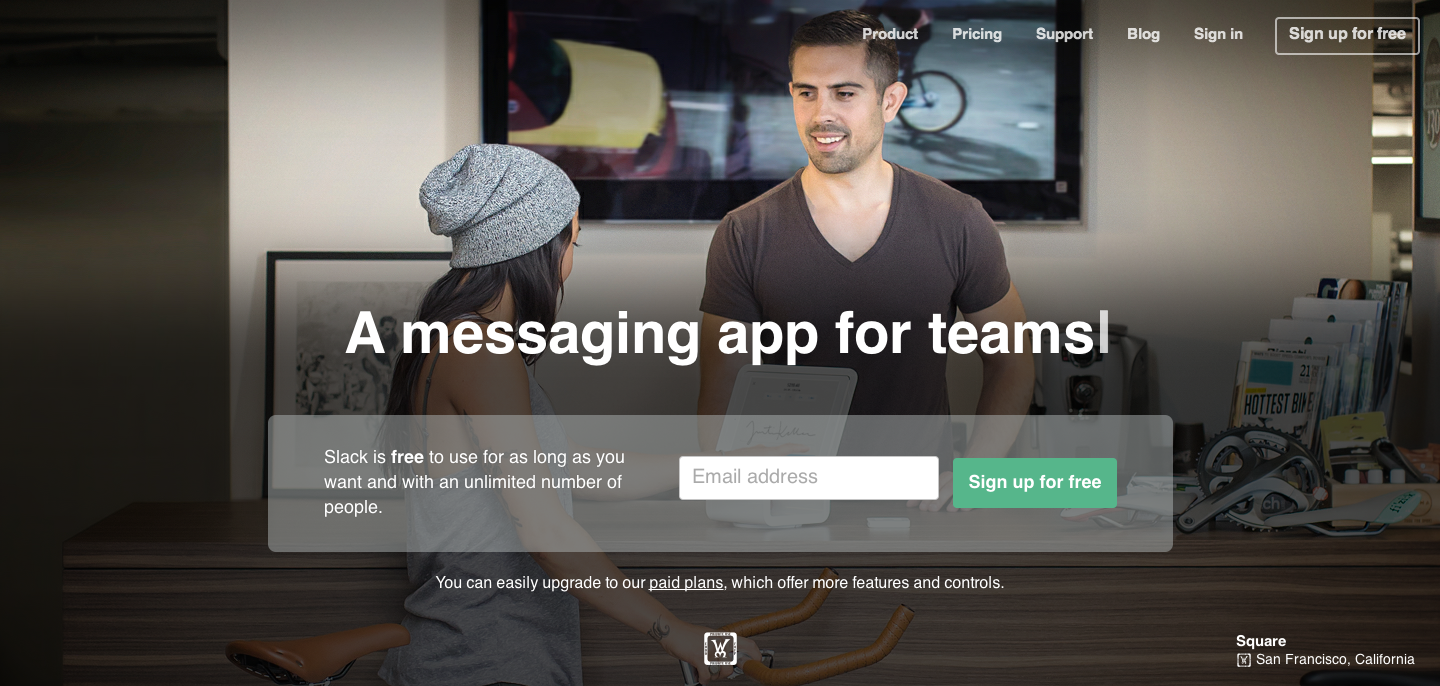 Product Pricing Support Blog Sign in Sign up for free
A messaging app for teams
HOTTEST BIKE
Slack is free to use for as long as you
want and with an unlimited number of
people.
Email address
Sign up for free
You can easily upgrade to our paid plans, which offer more features and controls.
Square
San Francisco, California